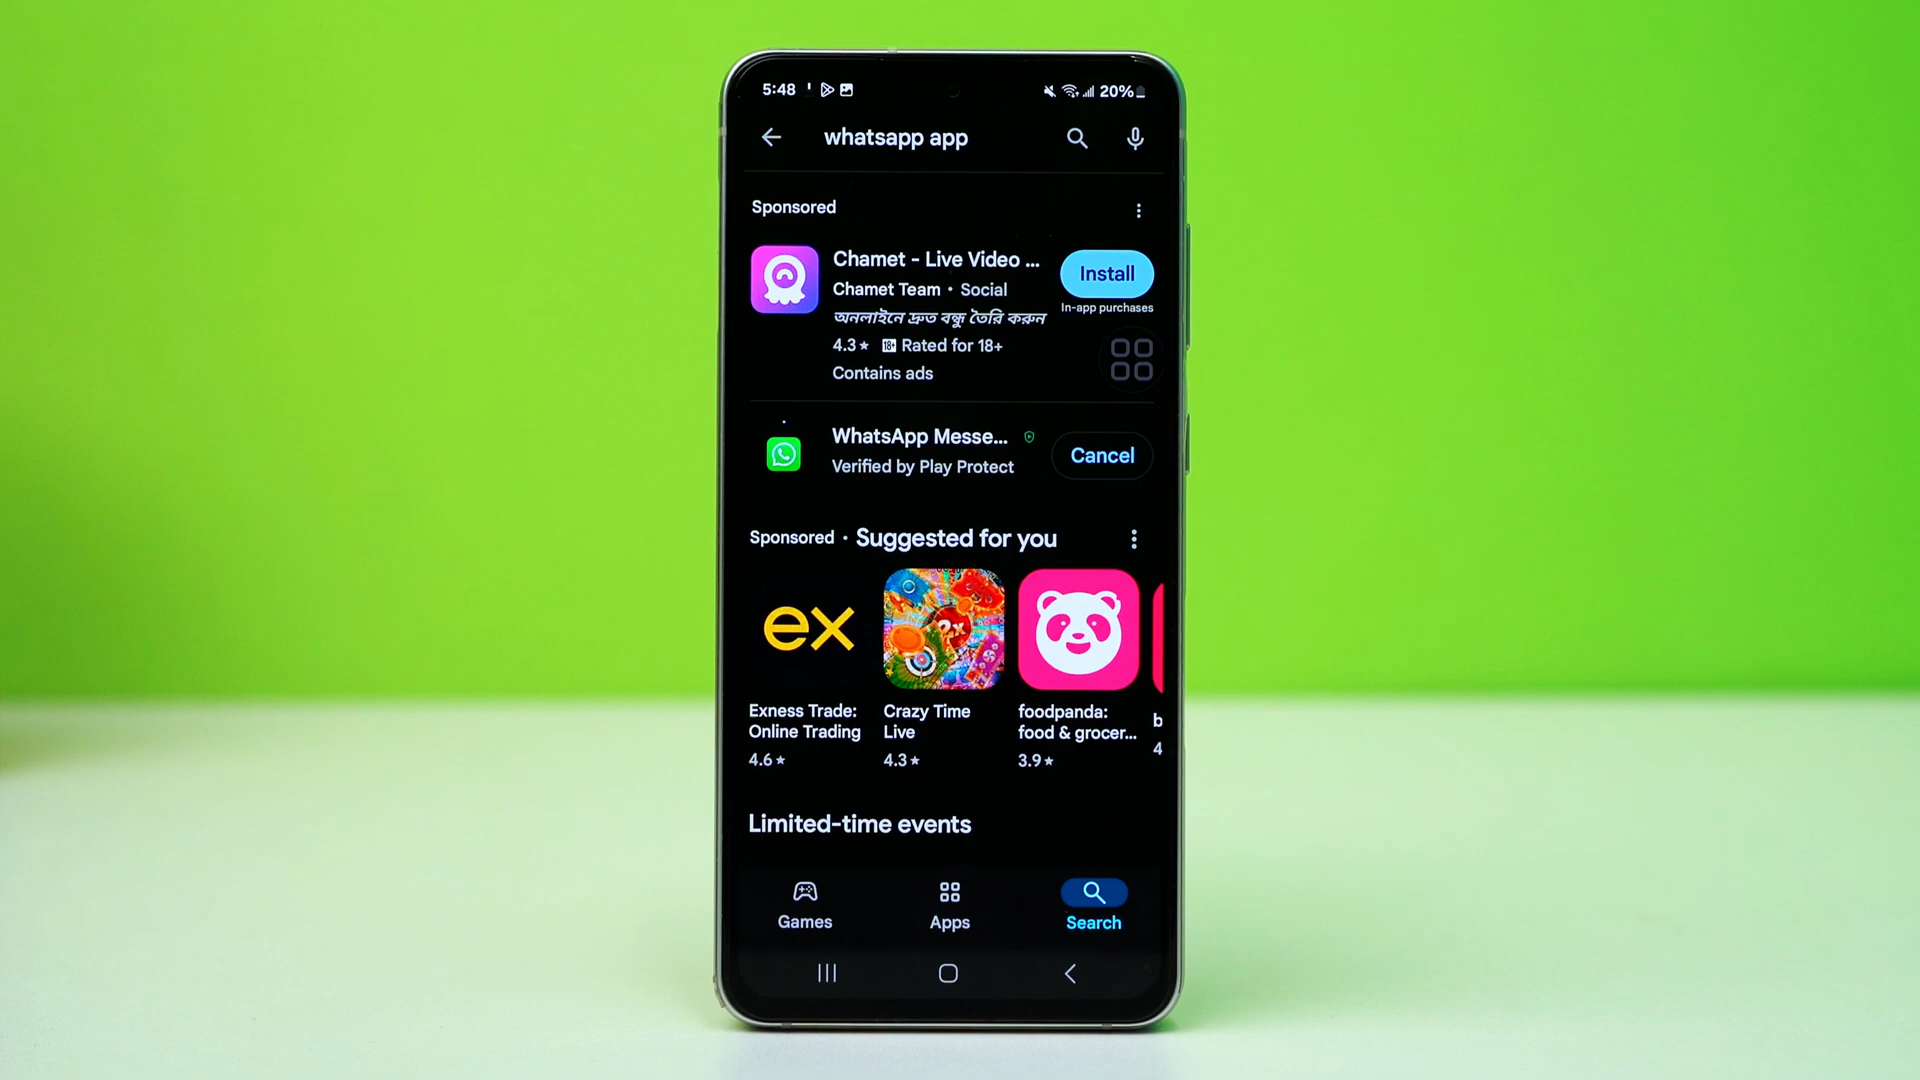 5:48 20%
whatsapp app
Sponsored
Chamet - Live Video ...
Install
Chamet Team • Social
In-app purchases
অনলাইনে দ্রুত বন্ধু তৈরি করুন
4.3★ 18+ Rated for 18+
Contains ads
WhatsApp Messe...
Cancel
Verified by Play Protect
Sponsored • Suggested for you
ex
2x
Exness Trade:
Online Trading
4.6★
Crazy Time
Live
4.3★
foodpanda:
food & grocer...
3.9★
b
4
Limited-time events
Games
Apps
Search